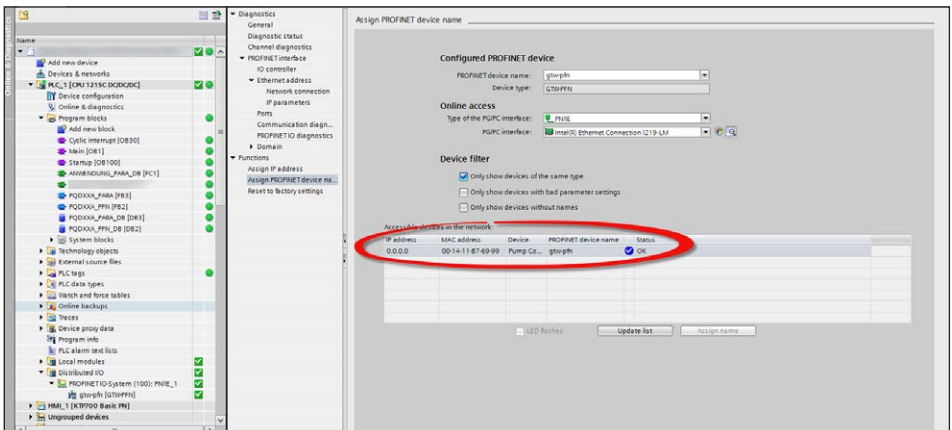 Online & Diagnostics
Name
Add new device
Devices & networks
PLC_1 [CPU 1215C DC/DC/DC]
Device configuration
Online & diagnostics
Program blocks
Add new block
Cyclic interrupt [OB30]
Main [OB1]
Startup [OB100]
ANWENDUNG_PARA_DB [FC1]
PQDXXA_PARA [FB3]
PQDXXA_PFN [FB2]
PQDXXA_PARA_DB [DB3]
PQDXXA_PFN_DB [DB2]
System blocks
Technology objects
External source files
PLC tags
PLC data types
Watch and force tables
Online backups
Traces
Device proxy data
Program info
PLC alarm text lists
Local modules
Distributed I/O
PROFINET IO-System (100): PN/IE_1
gtw-pfn [GTW-PFN]
HMI_1 [KTP700 Basic PN]
Ungrouped devices
Diagnostics
General
Diagnostic status
Channel diagnostics
PROFINET interface
IO controller
Ethernet address
Network connection
IP parameters
Ports
Communication diagn...
PROFINET IO diagnostics
Domain
Functions
Assign IP address
Assign PROFINET device na...
Reset to factory settings
Assign PROFINET device name
Configured PROFINET device
PROFINET device name: gtw-pfn
Device type: GTW-PFN
Online access
Type of the PG/PC interface: PN/IE
PG/PC interface: Intel(R) Ethernet Connection I219-LM
Device filter
Only show devices of the same type
Only show devices with bad parameter settings
Only show devices without names
Accessible devices in the network:
IP address MAC address Device PROFINET device name Status
0.0.0.0 00-14-11-B7-69-99 Pump Co... gtw-pfn OK
LED flashes Update list Assign name